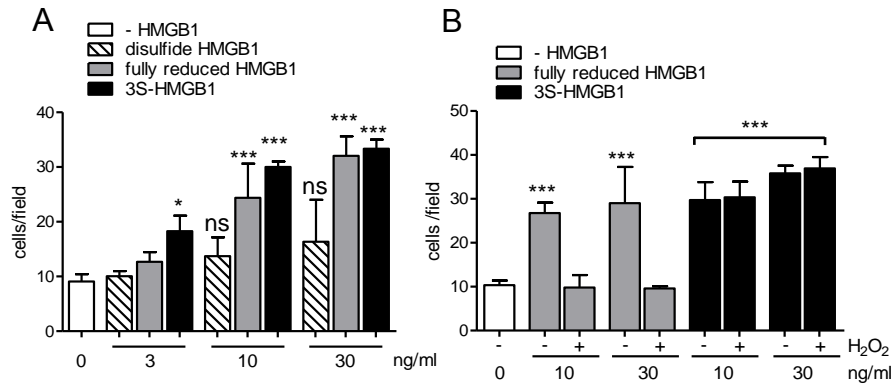 A
- HMGB1
disulfide HMGB1
fully reduced HMGB1
3S-HMGB1
cells/field
40
30
20
10
0
*
ns
***
***
ns
***
***
0 3 10 30 ng/ml
B
- HMGB1
fully reduced HMGB1
3S-HMGB1
cells /field
50
40
30
20
10
0
***
***
***
- - + - + - + - + H₂O₂
0 10 30 10 30 ng/ml